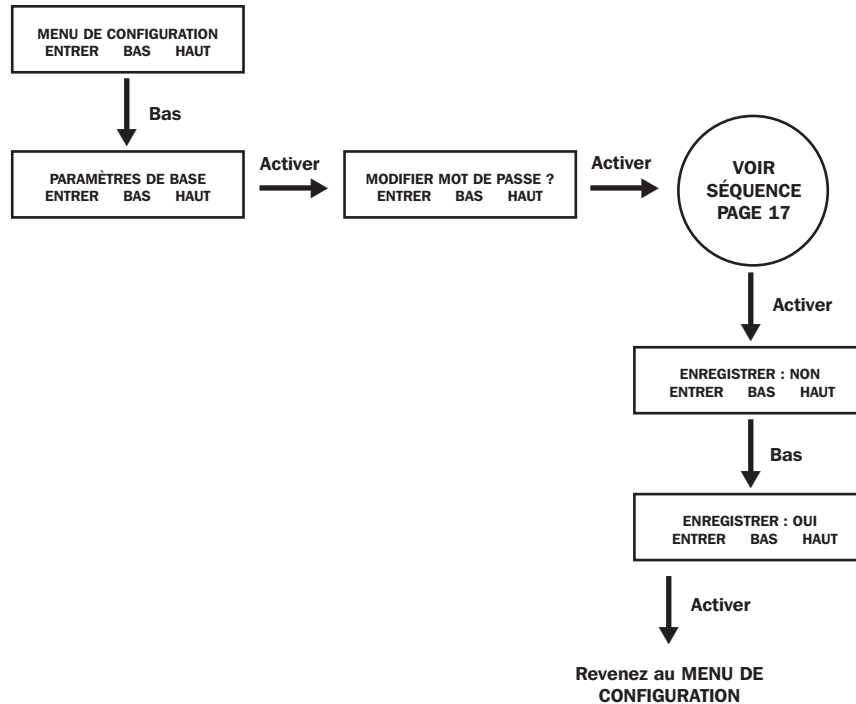 MENU DE CONFIGURATION
ENTRER BAS HAUT
Bas
PARAMÈTRES DE BASE
ENTRER BAS HAUT
Activer
MODIFIER MOT DE PASSE ?
ENTRER BAS HAUT
Activer
VOIR
SÉQUENCE
PAGE 17
Activer
ENREGISTRER : NON
ENTRER BAS HAUT
Bas
ENREGISTRER : OUI
ENTRER BAS HAUT
Activer
Revenez au MENU DE
CONFIGURATION